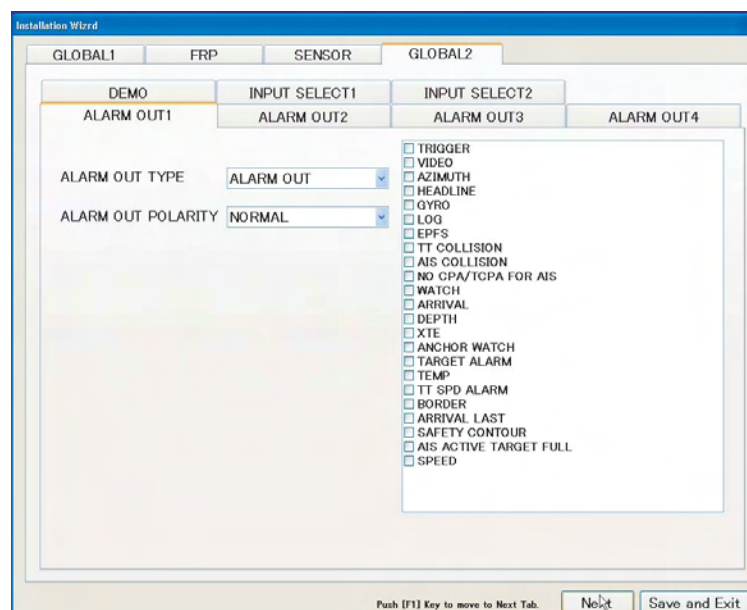 Installation Wizrd
GLOBAL1 FRP SENSOR GLOBAL2
DEMO INPUT SELECT1 INPUT SELECT2
ALARM OUT1 ALARM OUT2 ALARM OUT3 ALARM OUT4
ALARM OUT TYPE ALARM OUT
ALARM OUT POLARITY NORMAL
TRIGGER
VIDEO
AZIMUTH
HEADLINE
GYRO
LOG
EPFS
TT COLLISION
AIS COLLISION
NO CPA/TCPA FOR AIS
WATCH
ARRIVAL
DEPTH
XTE
ANCHOR WATCH
TARGET ALARM
TEMP
TT SPD ALARM
BORDER
ARRIVAL LAST
SAFETY CONTOUR
AIS ACTIVE TARGET FULL
SPEED
Push [F1] Key to move to Next Tab. Next Save and Exit